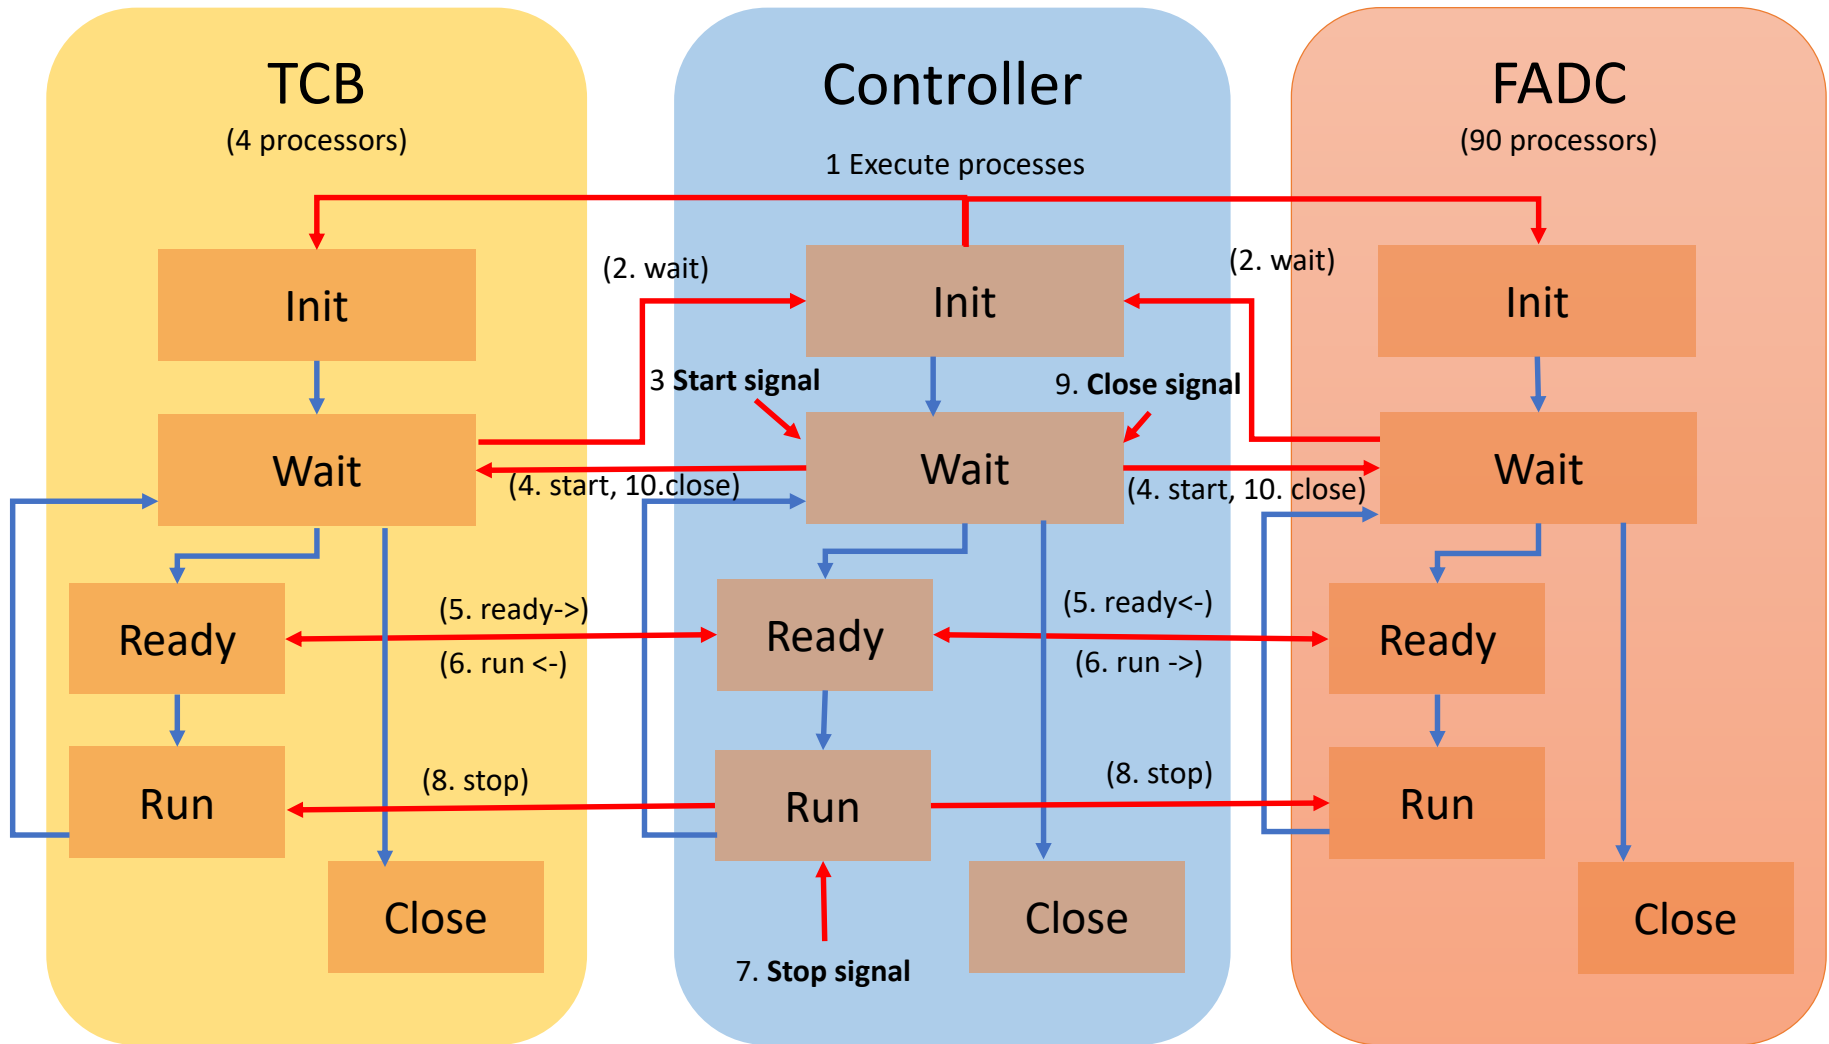 TCB
(4 processors)
Controller
FADC
(90 processors)
1 Execute processes
(2. wait)
(2. wait)
Init
Init
Init
3 Start signal
9. Close signal
Wait
Wait
Wait
(4. start, 10.close)
(4. start, 10. close)
(5. ready->)
(5. ready<-)
Ready
Ready
Ready
(6. run <-)
(6. run ->)
(8. stop)
(8. stop)
Run
Run
Run
Close
Close
Close
7. Stop signal